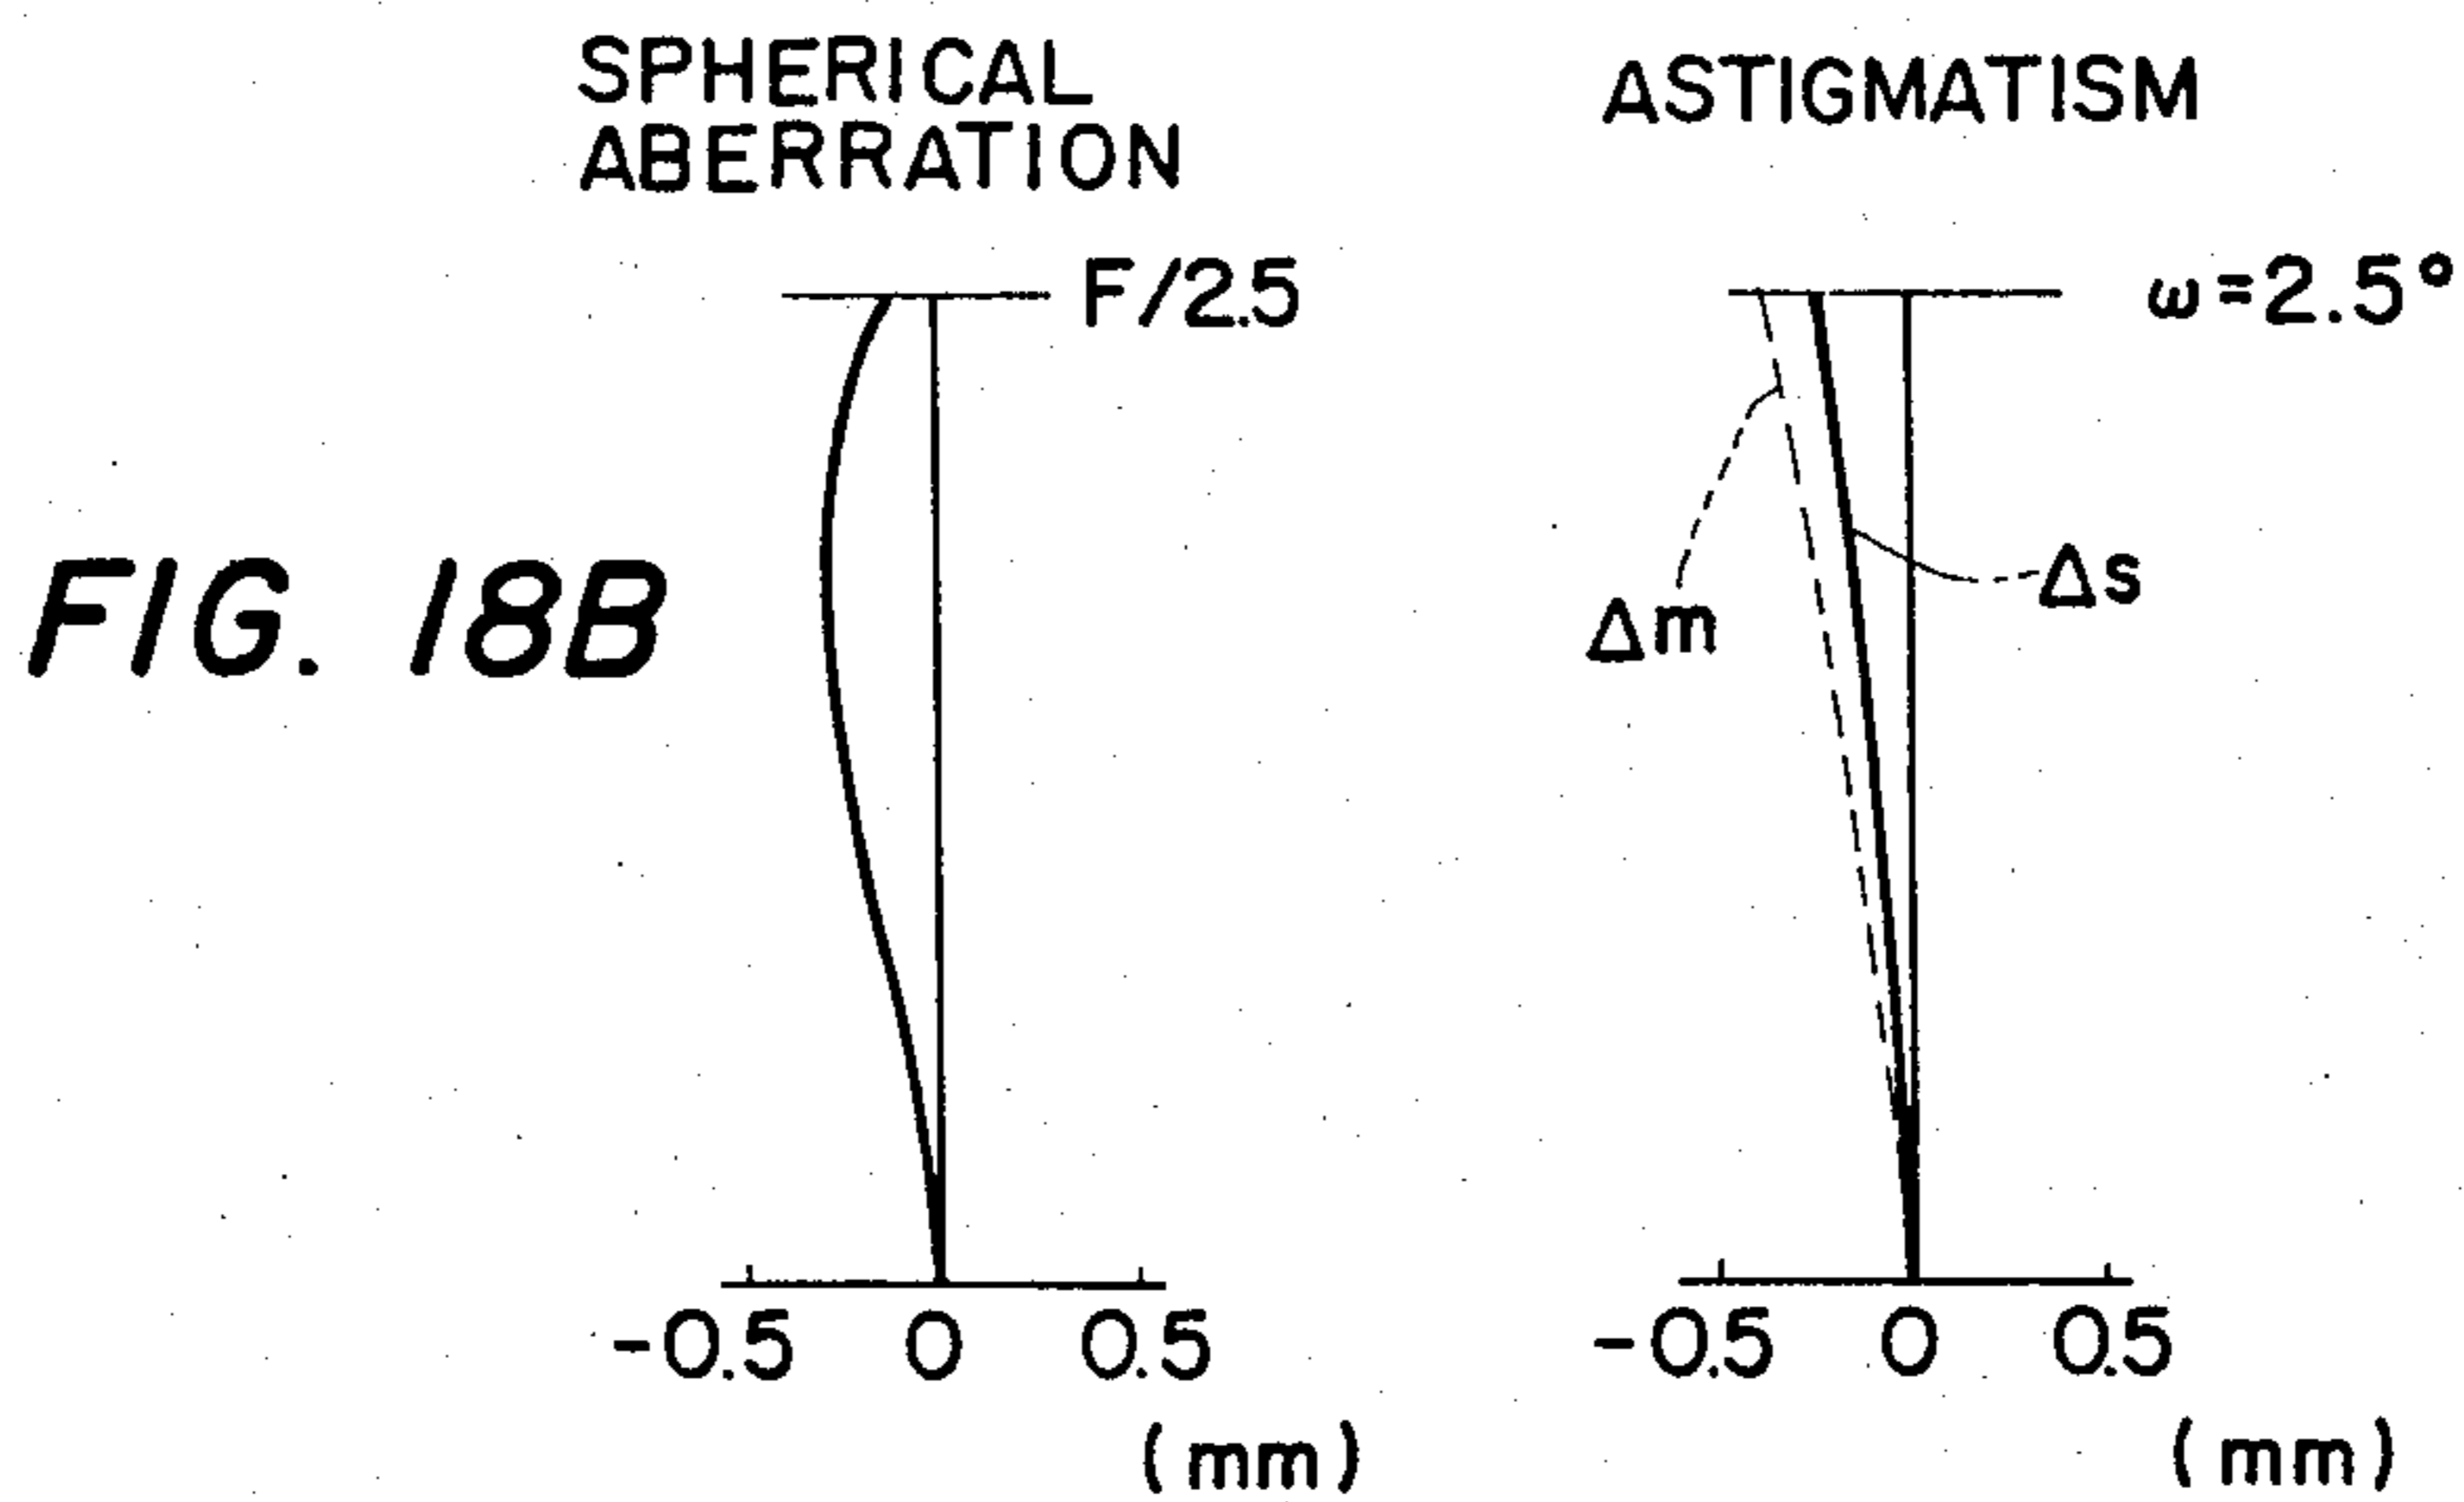 SPHERICAL
ABERRATION
ASTIGMATISM
F/2.5
ω=2.5°
FIG. 18B
Δm
Δs
-0.5 0 0.5
(mm)
-0.5 0 0.5
(mm)